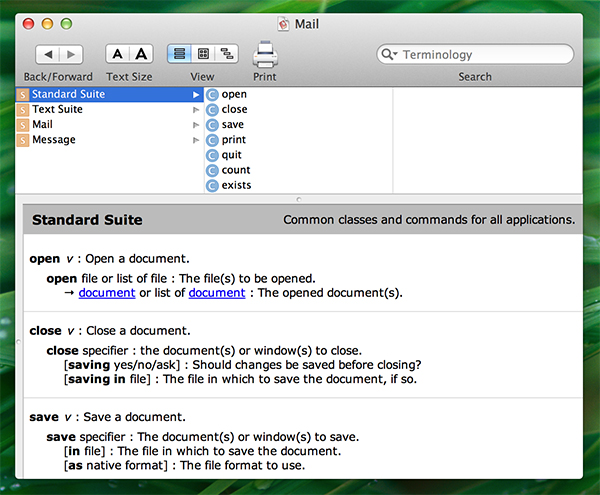 Mail
A A
Terminology
Back/Forward Text Size View Print Search
S Standard Suite
S Text Suite
S Mail
S Message
C open
C close
C save
C print
C quit
C count
C exists
Standard Suite Common classes and commands for all applications.
open v : Open a document.
open file or list of file : The file(s) to be opened.
→ document or list of document : The opened document(s).
close v : Close a document.
close specifier : the document(s) or window(s) to close.
[saving yes/no/ask] : Should changes be saved before closing?
[saving in file] : The file in which to save the document, if so.
save v : Save a document.
save specifier : The document(s) or window(s) to save.
[in file] : The file in which to save the document.
[as native format] : The file format to use.